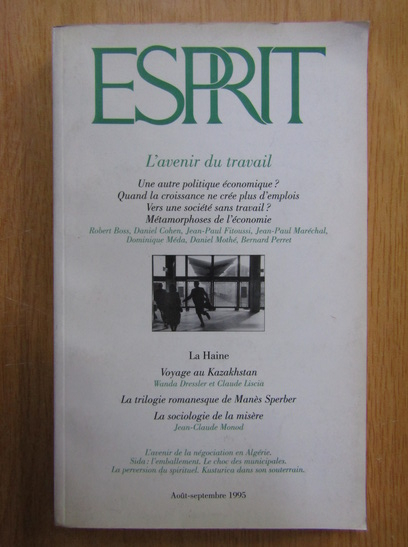 ESPRIT
L'avenir du travail
Une autre politique économique ?
Quand la croissance ne crée plus d'emplois
Vers une société sans travail ?
Métamorphoses de l'économie
Robert Boss, Daniel Cohen, Jean-Paul Fitoussi, Jean-Paul Maréchal,
Dominique Méda, Daniel Mothé, Bernard Perret
La Haine
Voyage au Kazakhstan
Wanda Dressler et Claude Liscia
La trilogie romanesque de Manès Sperber
La sociologie de la misère
Jean-Claude Monod
L'avenir de la négociation en Algérie.
Sida : l'emballement. Le choc des municipales.
La perversion du spirituel. Kusturica dans son souterrain.
Août-septembre 1995